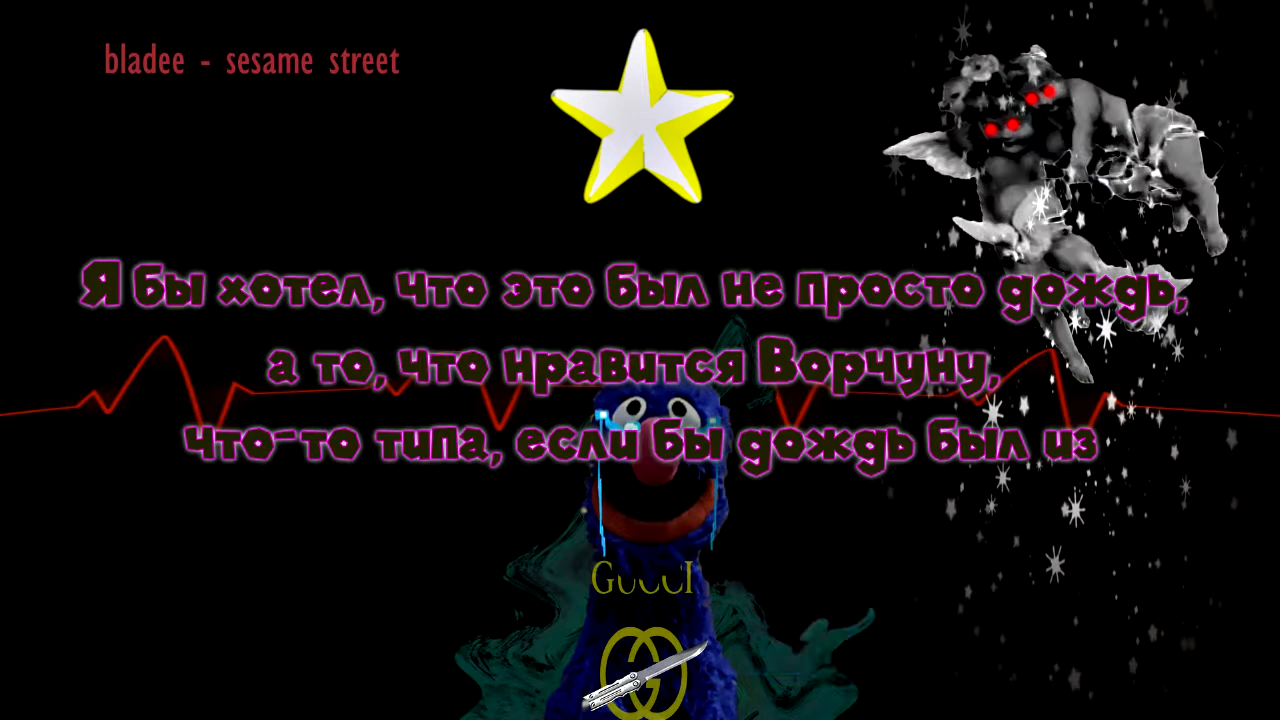 bladee - sesame street
Я бы хотел, что это был не просто дождь,
а то, что нравится Ворчуну,
что-то типа, если бы дождь был из
GUCCI